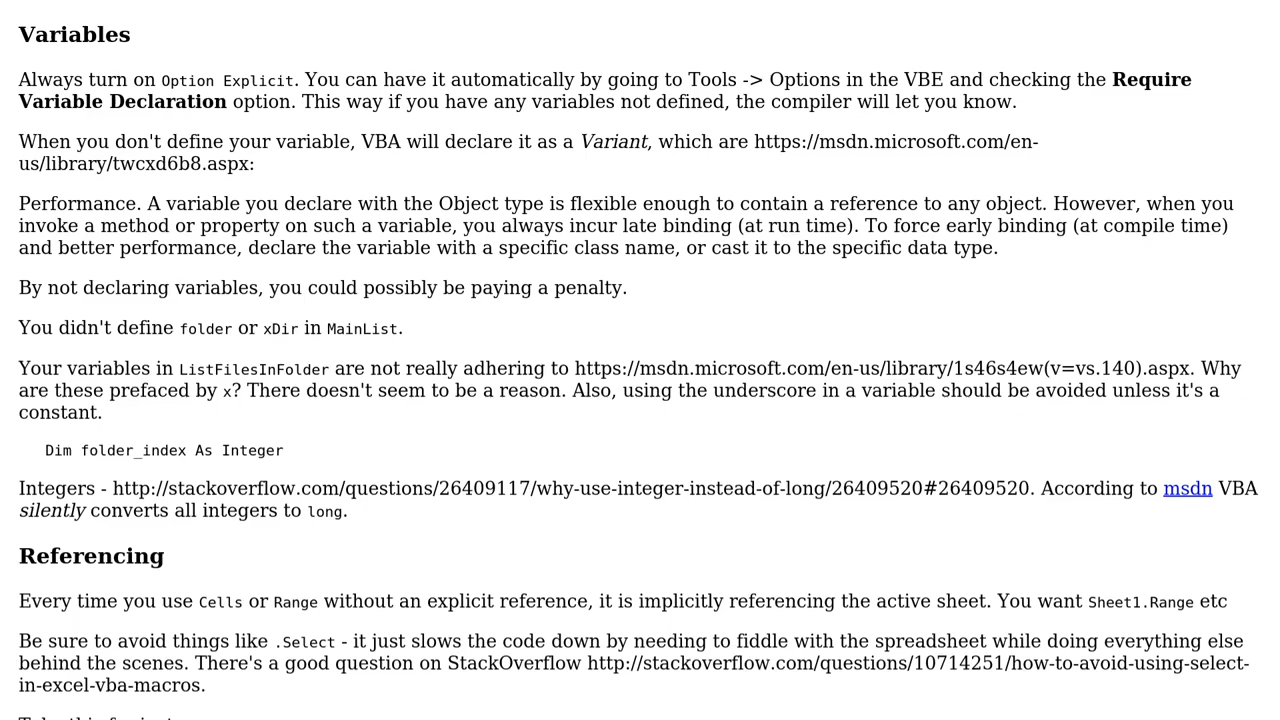 Variables
Always turn on Option Explicit. You can have it automatically by going to Tools -> Options in the VBE and checking the Require
Variable Declaration option. This way if you have any variables not defined, the compiler will let you know.
When you don't define your variable, VBA will declare it as a Variant, which are https://msdn.microsoft.com/en-
us/library/twcxd6b8.aspx:
Performance. A variable you declare with the Object type is flexible enough to contain a reference to any object. However, when you
invoke a method or property on such a variable, you always incur late binding (at run time). To force early binding (at compile time)
and better performance, declare the variable with a specific class name, or cast it to the specific data type.
By not declaring variables, you could possibly be paying a penalty.
You didn't define folder or xDir in MainList.
Your variables in ListFilesInFolder are not really adhering to https://msdn.microsoft.com/en-us/library/1s46s4ew(v=vs.140).aspx. Why
are these prefaced by x? There doesn't seem to be a reason. Also, using the underscore in a variable should be avoided unless it's a
constant.
Dim folder_index As Integer
Integers - http://stackoverflow.com/questions/26409117/why-use-integer-instead-of-long/26409520#26409520. According to msdn VBA
silently converts all integers to long.
Referencing
Every time you use Cells or Range without an explicit reference, it is implicitly referencing the active sheet. You want Sheet1.Range etc
Be sure to avoid things like .Select - it just slows the code down by needing to fiddle with the spreadsheet while doing everything else
behind the scenes. There's a good question on StackOverflow http://stackoverflow.com/questions/10714251/how-to-avoid-using-select-
in-excel-vba-macros.